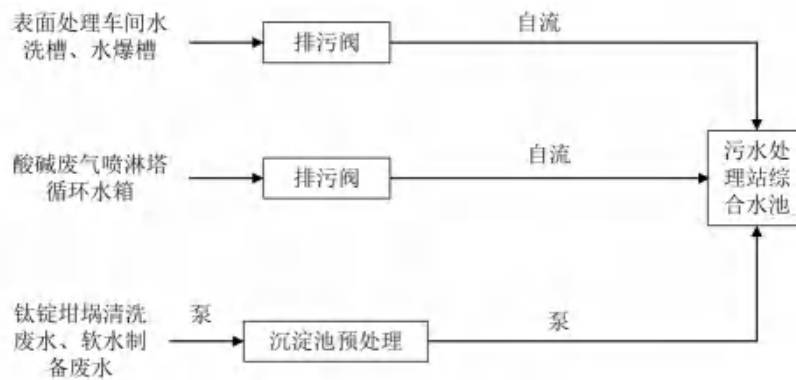 表面处理车间水
洗槽、水爆槽
排污阀
自流
酸碱废气喷淋塔
循环水箱
排污阀
自流
污水处
理站综
合水池
钛锭坩埚清洗
废水、软水制
备废水
泵
沉淀池预处理
泵